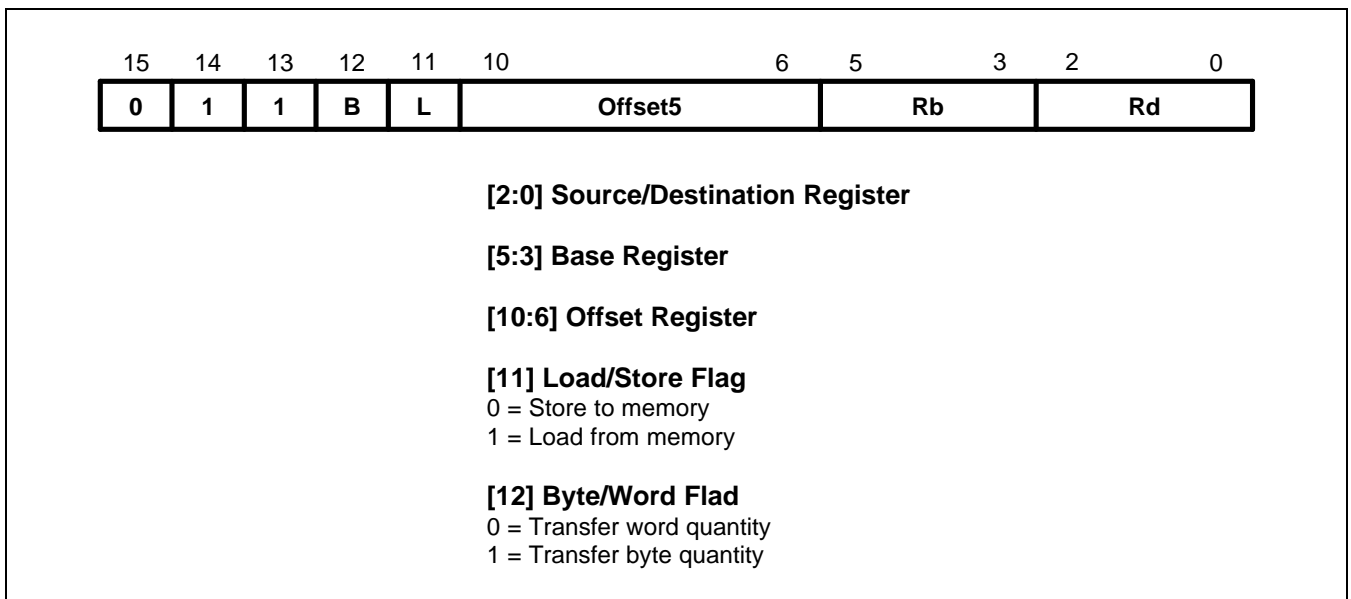 15 14 13 12 11 10 6 5 3 2 0
0 1 1 B L Offset5 Rb Rd
[2:0] Source/Destination Register
[5:3] Base Register
[10:6] Offset Register
[11] Load/Store Flag
0 = Store to memory
1 = Load from memory
[12] Byte/Word Flad
0 = Transfer word quantity
1 = Transfer byte quantity